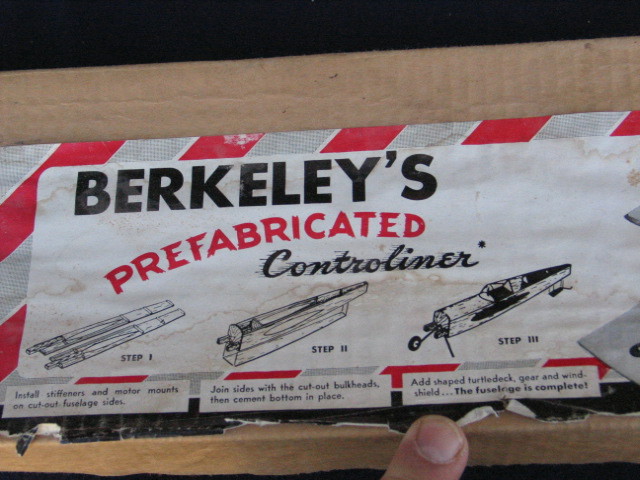 BERKELEY'S
PREFABRICATED
Controliner*
STEP I
STEP II
STEP III
Install stiffeners and motor mounts
on cut-out fuselage sides.
Join sides with the cut-out bulkheads,
then cement bottom in place.
Add shaped turtledeck, gear and wind-
shield...The fuselage is complete!